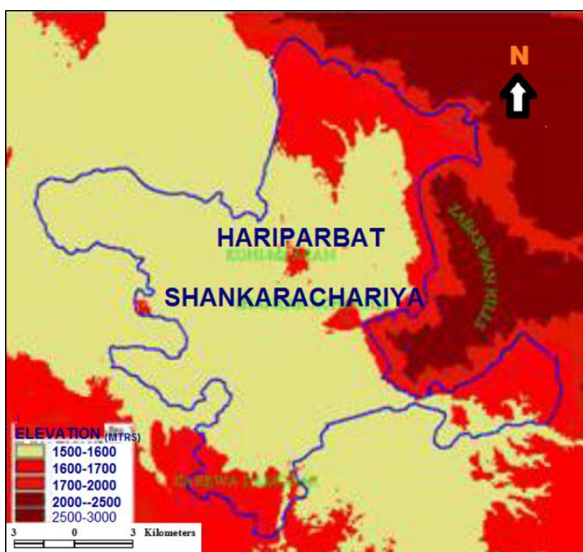 N
HARIPARBAT
SHANKARACHARIYA
ZABARWAN HILLS
ELEVATION (MTRS)
1500-1600
1600-1700
1700-2000
2000--2500
2500-3000
3 0 3 Kilometers